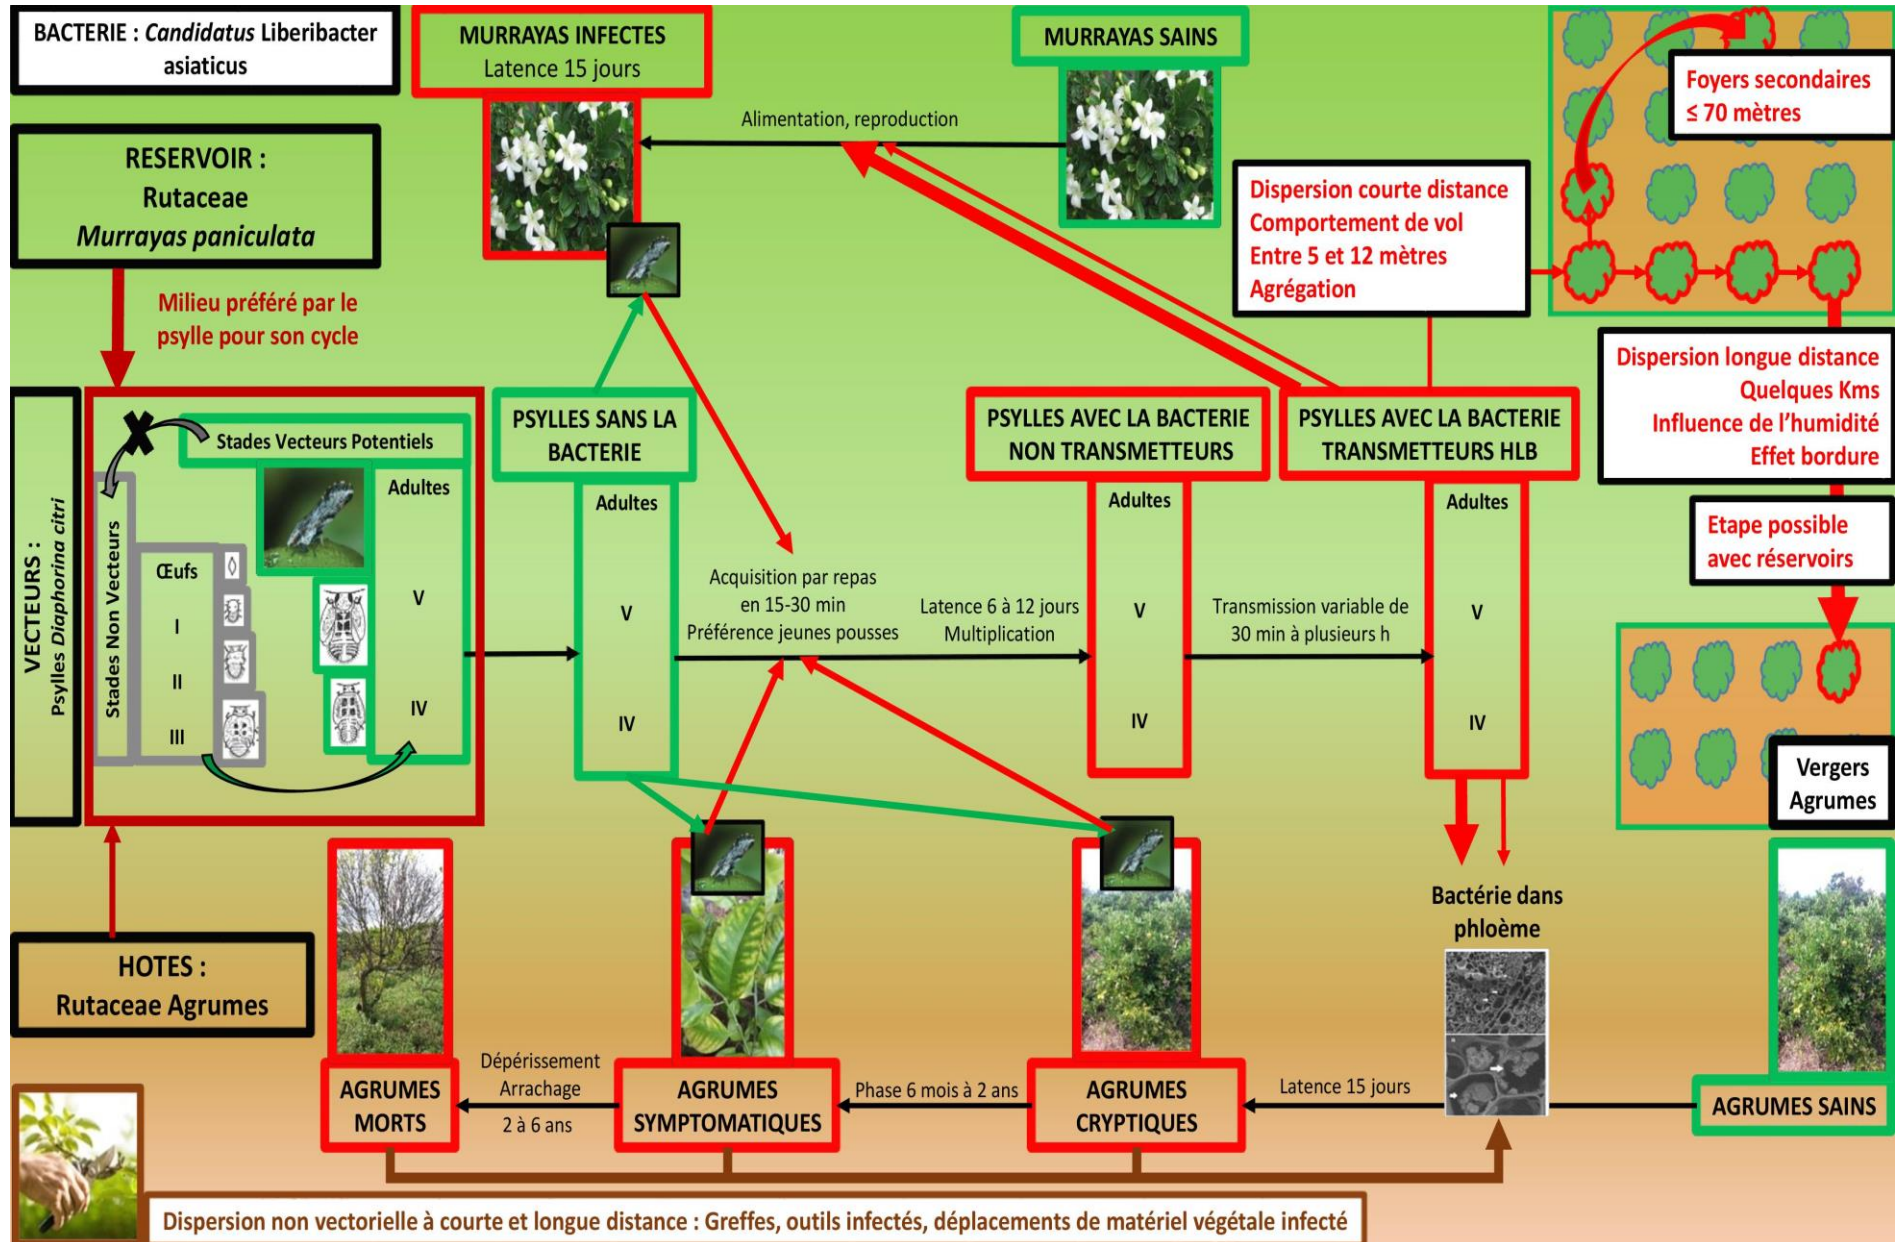 BACTERIE : Candidatus Liberibacter
asiaticus
MURRAYAS INFECTES
Latence 15 jours
MURRAYAS SAINS
Foyers secondaires
≤ 70 mètres
Alimentation, reproduction
RESERVOIR :
Rutaceae
Murrayas paniculata
Dispersion courte distance
Comportement de vol
Entre 5 et 12 mètres
Agrégation
Milieu préféré par le
psylle pour son cycle
Dispersion longue distance
Quelques Kms
Influence de l'humidité
Effet bordure
VECTEURS :
Psylles Diaphorina citri
Stades Vecteurs Potentiels
Adultes
V
IV
Stades Non Vecteurs
Œufs
I
II
III
PSYLLES SANS LA
BACTERIE
Adultes
V
IV
Acquisition par repas
en 15-30 min
Préférence jeunes pousses
Latence 6 à 12 jours
Multiplication
PSYLLES AVEC LA BACTERIE
NON TRANSMETTEURS
Adultes
V
IV
Transmission variable de
30 min à plusieurs h
PSYLLES AVEC LA BACTERIE
TRANSMETTEURS HLB
Adultes
V
IV
Etape possible
avec réservoirs
Vergers
Agrumes
HOTES :
Rutaceae Agrumes
Bactérie dans
phloème
AGRUMES
MORTS
Dépérissement
Arrachage
2 à 6 ans
AGRUMES
SYMPTOMATIQUES
Phase 6 mois à 2 ans
AGRUMES
CRYPTIQUES
Latence 15 jours
AGRUMES SAINS
Dispersion non vectorielle à courte et longue distance : Greffes, outils infectés, déplacements de matériel végétale infecté